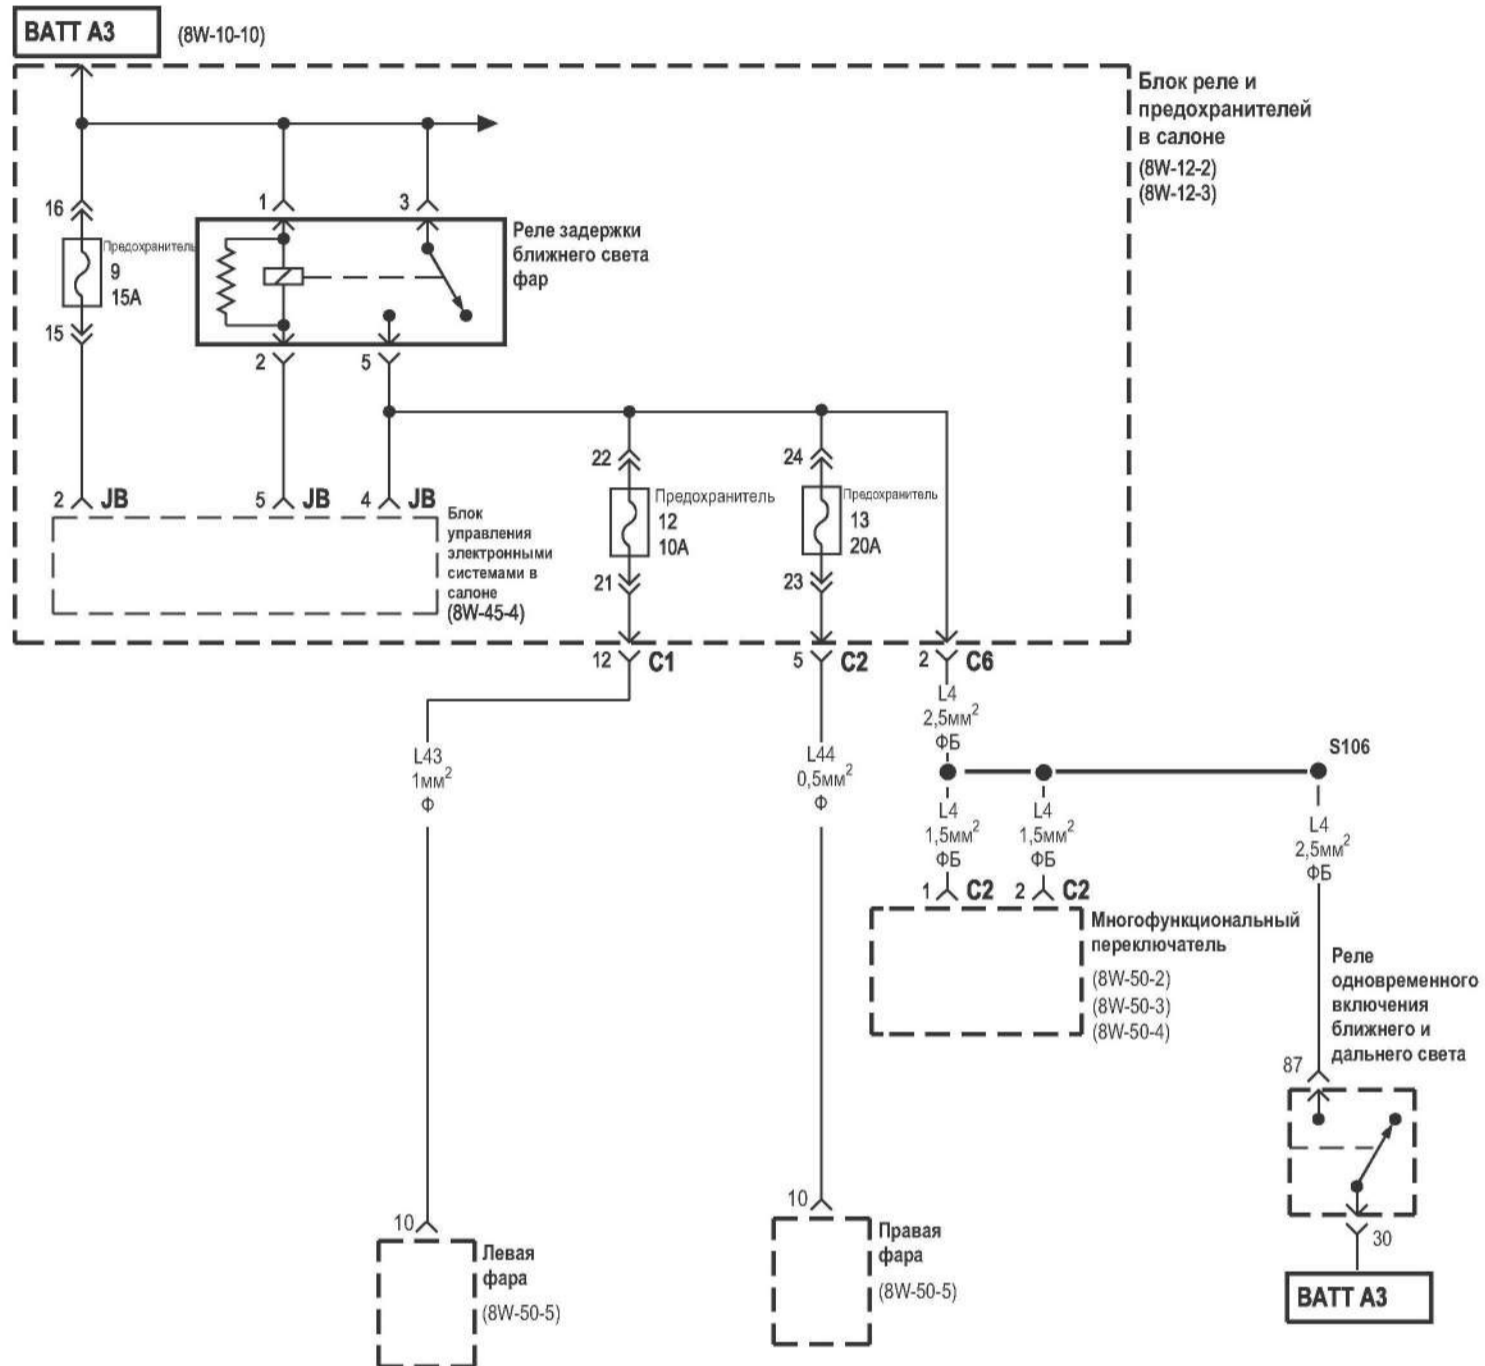 BATT A3
(8W-10-10)
Блок реле и
предохранителей
в салоне
(8W-12-2)
(8W-12-3)
16
1
3
Предохранитель
9
15А
15
Реле задержки
ближнего света
фар
2
5
22
24
2
JB
5
JB
4
JB
Блок
управления
электронными
системами в
салоне
(8W-45-4)
Предохранитель
12
10А
21
Предохранитель
13
20А
23
12
C1
5
C2
2
C6
L4
2,5мм²
ФБ
S106
L43
1мм²
Ф
L44
0,5мм²
Ф
L4
1,5мм²
ФБ
L4
1,5мм²
ФБ
L4
2,5мм²
ФБ
1
C2
2
C2
Многофункциональный
переключатель
(8W-50-2)
(8W-50-3)
(8W-50-4)
Реле
одновременного
включения
ближнего и
дальнего света
87
30
BATT A3
10
Левая
фара
(8W-50-5)
10
Правая
фара
(8W-50-5)